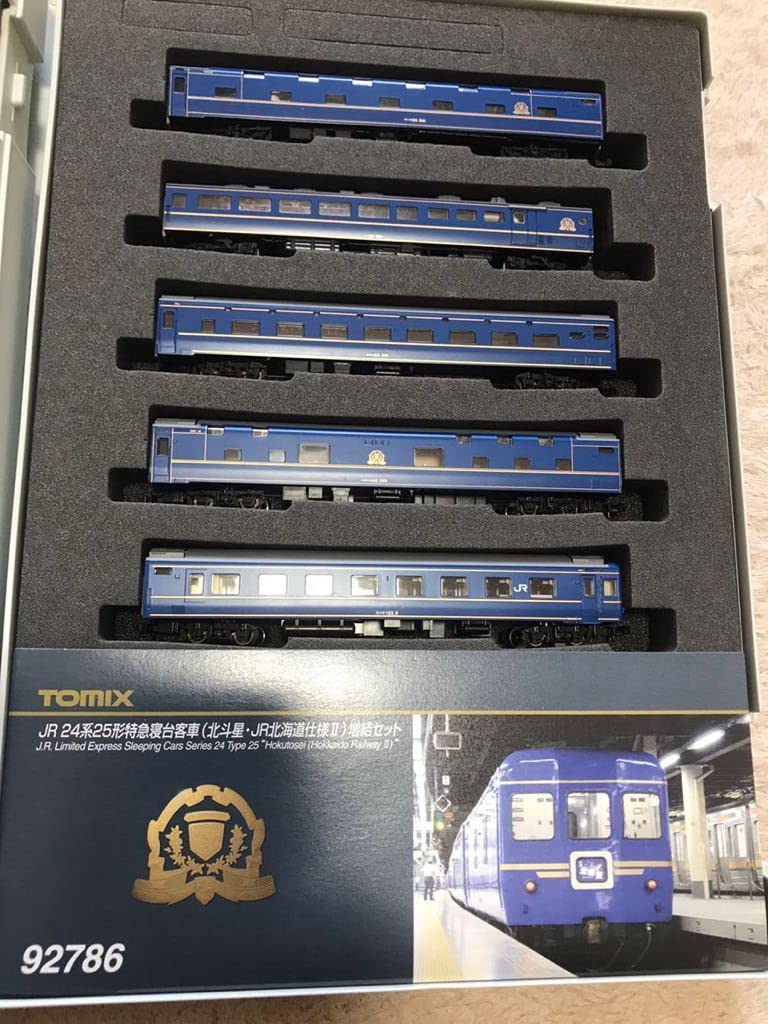 JR
TOMIX
JR 24系25形特急寝台客車(北斗星・JR北海道仕様Ⅱ)増結セット
J.R. Limited Express Sleeping Cars Series 24 Type 25 "Hokutosei (Hokkaido Railway Ⅱ)"
92786